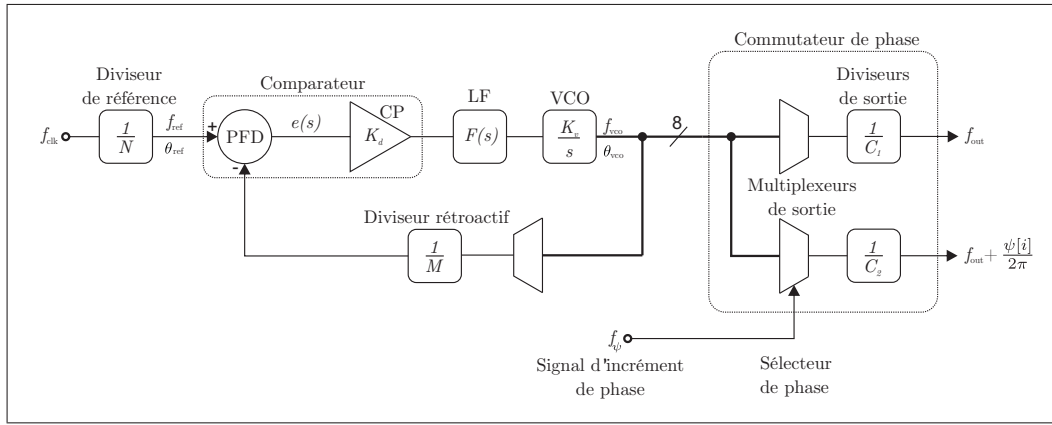 Commutateur de phase
Diviseur
de référence
Comparateur
Diviseurs
de sortie
LF
VCO
CP
f_clk
1
N
f_ref
θ_ref
+
PFD
-
e(s)
K_d
F(s)
K_v
s
f_vco
θ_vco
8
1
C_1
f_out
Multiplexeurs
de sortie
Diviseur rétroactif
1
M
1
C_2
f_out + ψ[i]
2π
f_ψ
Signal d'incrément
de phase
Sélecteur
de phase